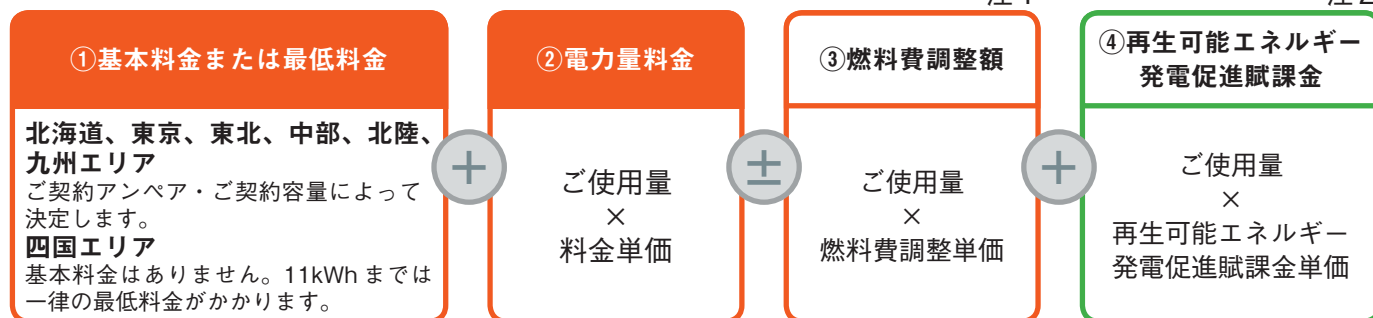 ①基本料金または最低料金
北海道、東京、東北、中部、北陸、
九州エリア
ご契約アンペア・ご契約容量によって
決定します。
四国エリア
基本料金はありません。11kWh までは
一律の最低料金がかかります。
＋
②電力量料金
ご使用量
×
料金単価
±
③燃料費調整額
ご使用量
×
燃料費調整単価
＋
④再生可能エネルギー
発電促進賦課金
ご使用量
×
再生可能エネルギー
発電促進賦課金単価